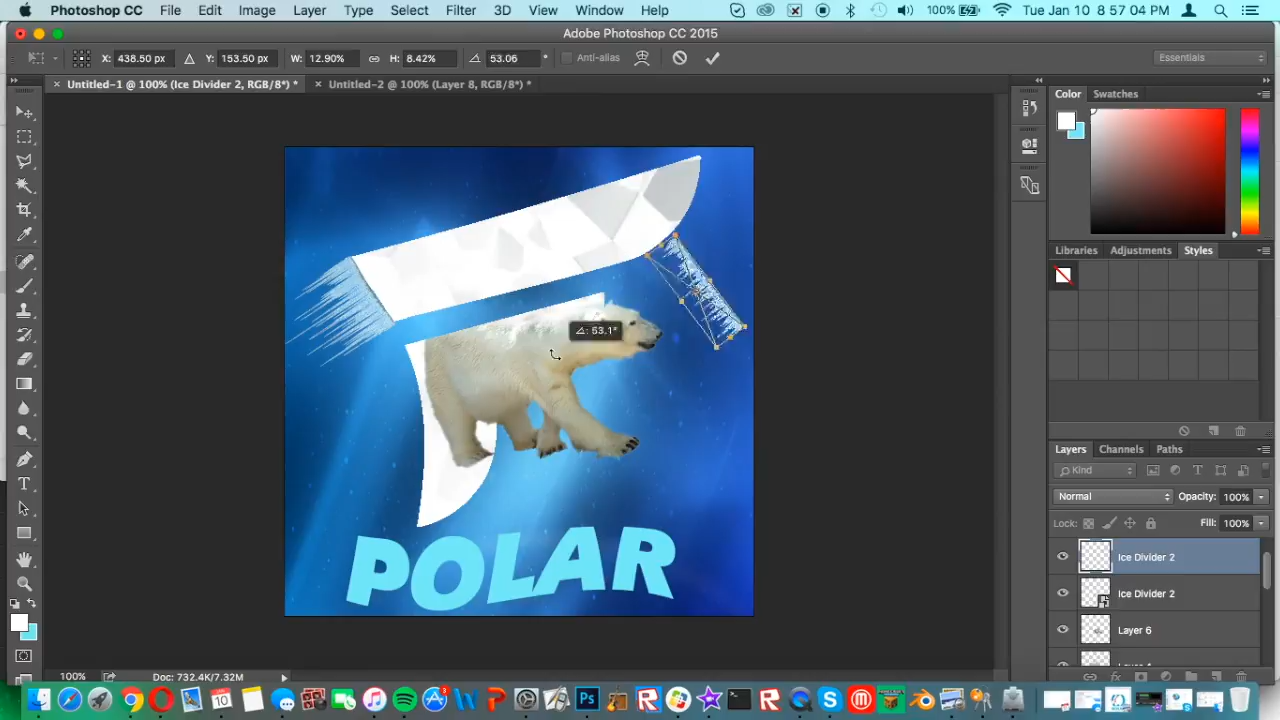 Photoshop CC File Edit Image Layer Type Select Filter 3D View Window Help 100% Tue Jan 10 8:57:04 PM
Adobe Photoshop CC 2015
X: 438.50 px Y: 153.50 px W: 12.90% H: 8.42% 53.06 ° Anti-alias Essentials
× Untitled-1 @ 100% (Ice Divider 2, RGB/8*) * × Untitled-2 @ 100% (Layer 8, RGB/8*) *
Color Swatches
Libraries Adjustments Styles
53.1°
POLAR
Layers Channels Paths
Kind
Normal Opacity: 100%
Lock: Fill: 100%
Ice Divider 2
Ice Divider 2
Layer 6
100% Doc: 732.4K/7.32M